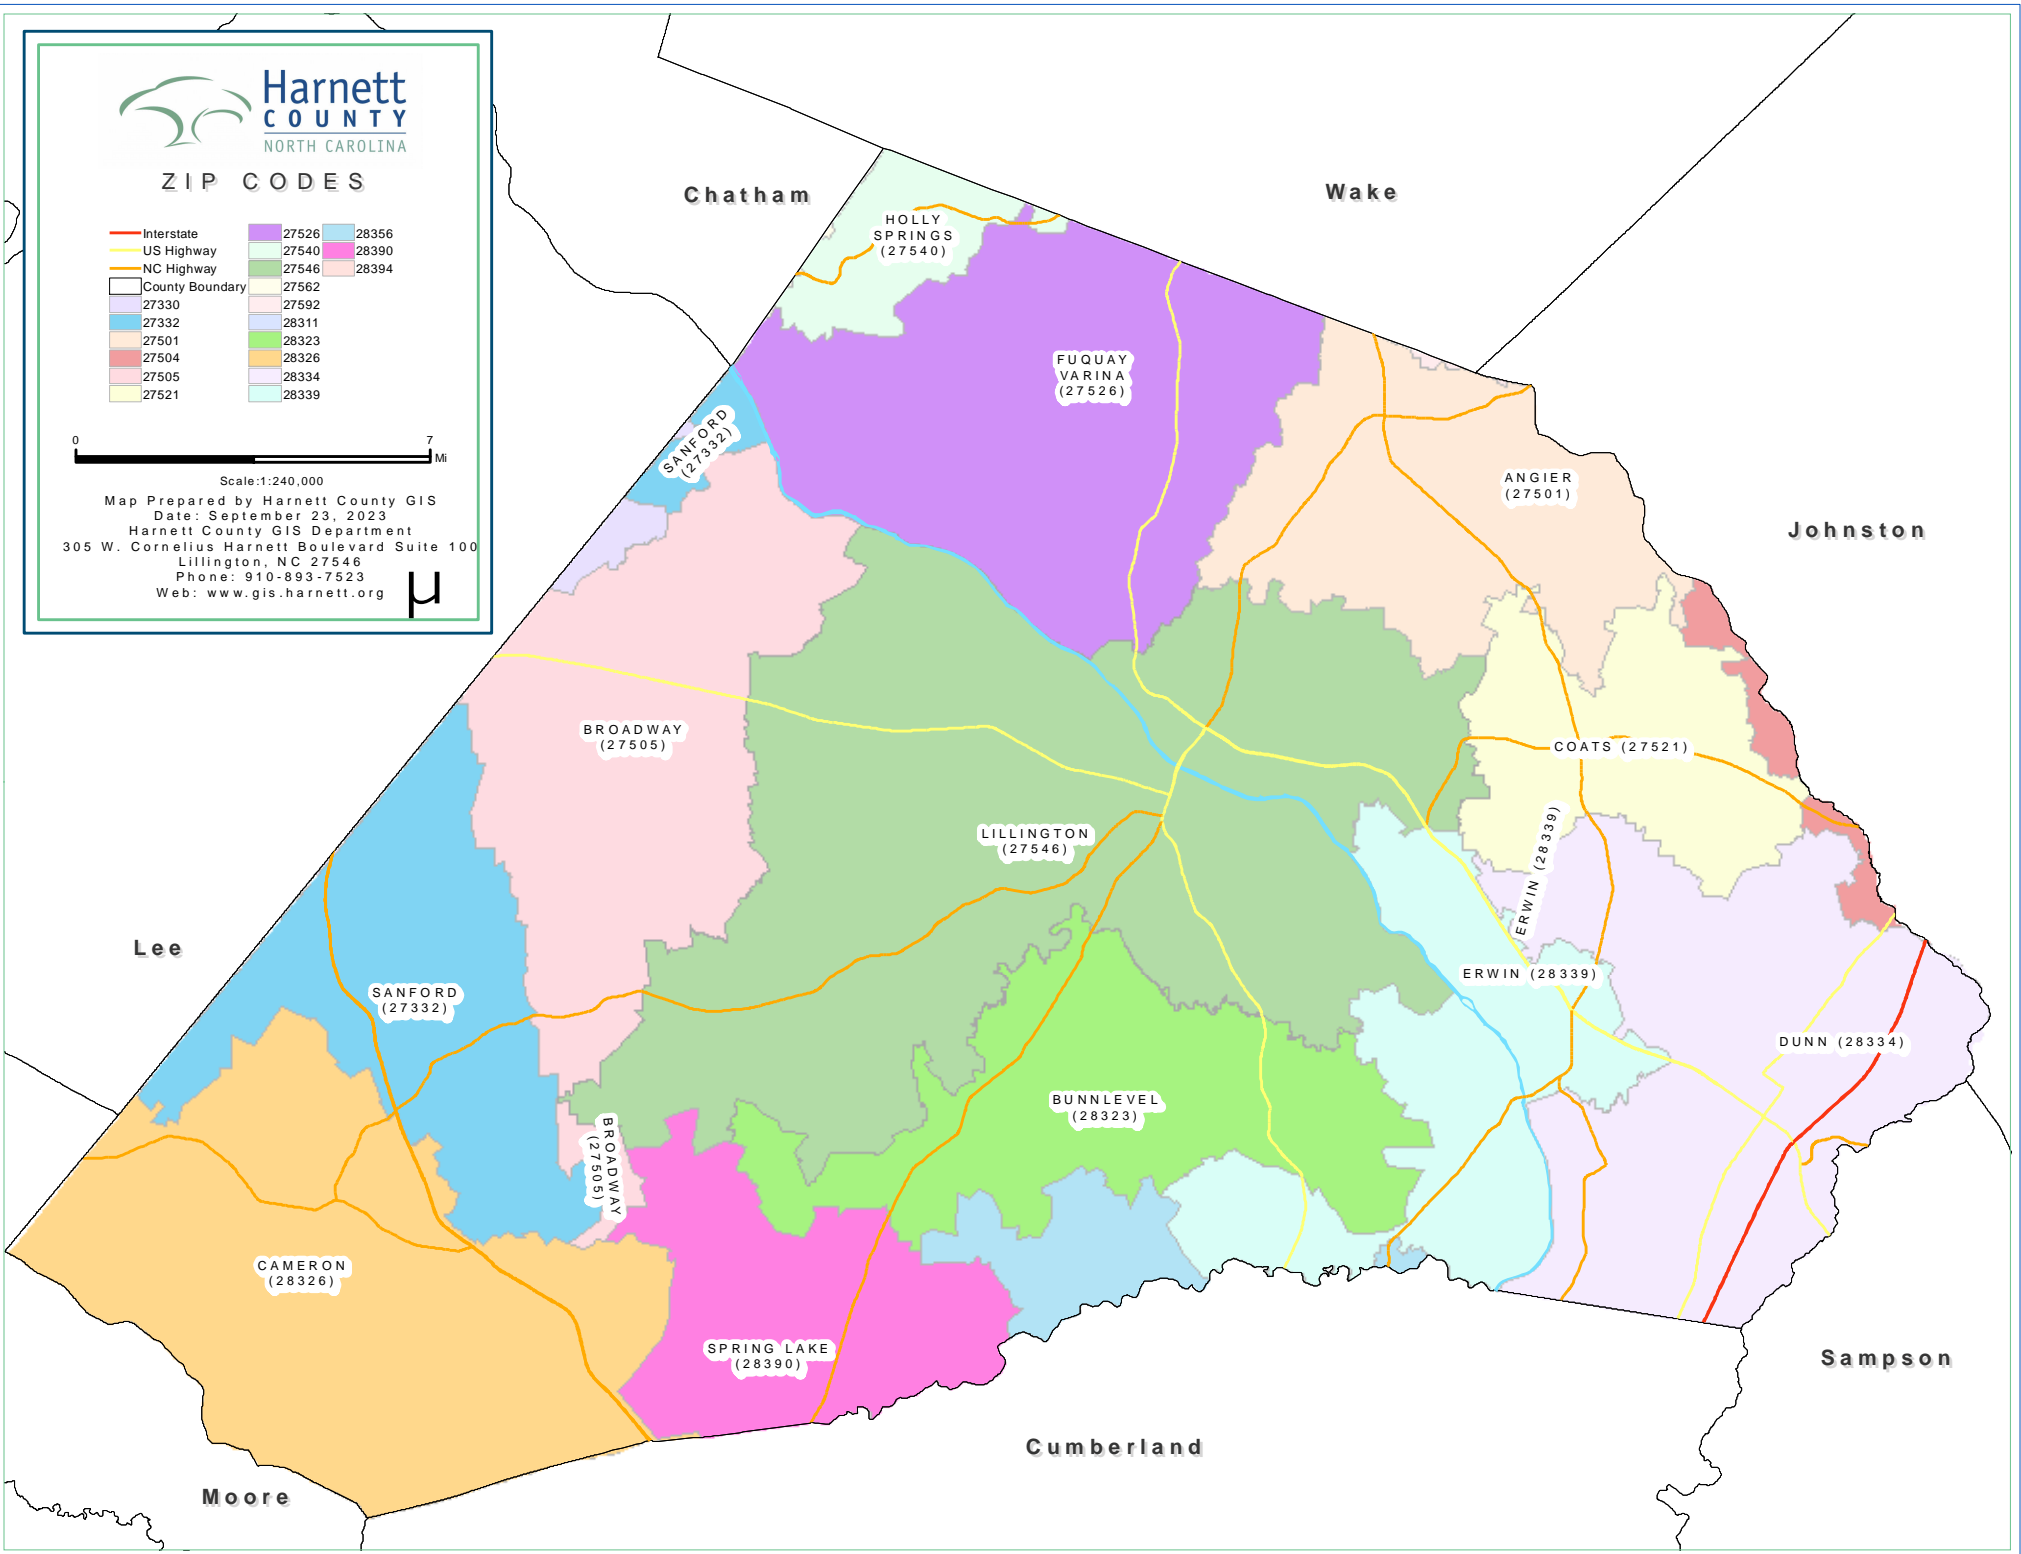 Harnett
COUNTY
NORTH CAROLINA
ZIP CODES
Interstate
US Highway
NC Highway
County Boundary
27330
27332
27501
27504
27505
27521
27526
27540
27546
27562
27592
28311
28323
28326
28334
28339
28356
28390
28394
0
7
Mi
Scale:1:240,000
Map Prepared by Harnett County GIS
Date: September 23, 2023
Harnett County GIS Department
305 W. Cornelius Harnett Boulevard Suite 100
Lillington, NC 27546
Phone: 910-893-7523
Web: www.gis.harnett.org
µ
Chatham
Wake
HOLLY
SPRINGS
(27540)
FUQUAY
VARINA
(27526)
SANFORD
(27332)
ANGIER
(27501)
Johnston
BROADWAY
(27505)
COATS (27521)
LILLINGTON
(27546)
ERWIN (28339)
Lee
SANFORD
(27332)
ERWIN (28339)
DUNN (28334)
BUNNLEVEL
(28323)
BROADWAY
(27505)
CAMERON
(28326)
SPRING LAKE
(28390)
Sampson
Cumberland
Moore